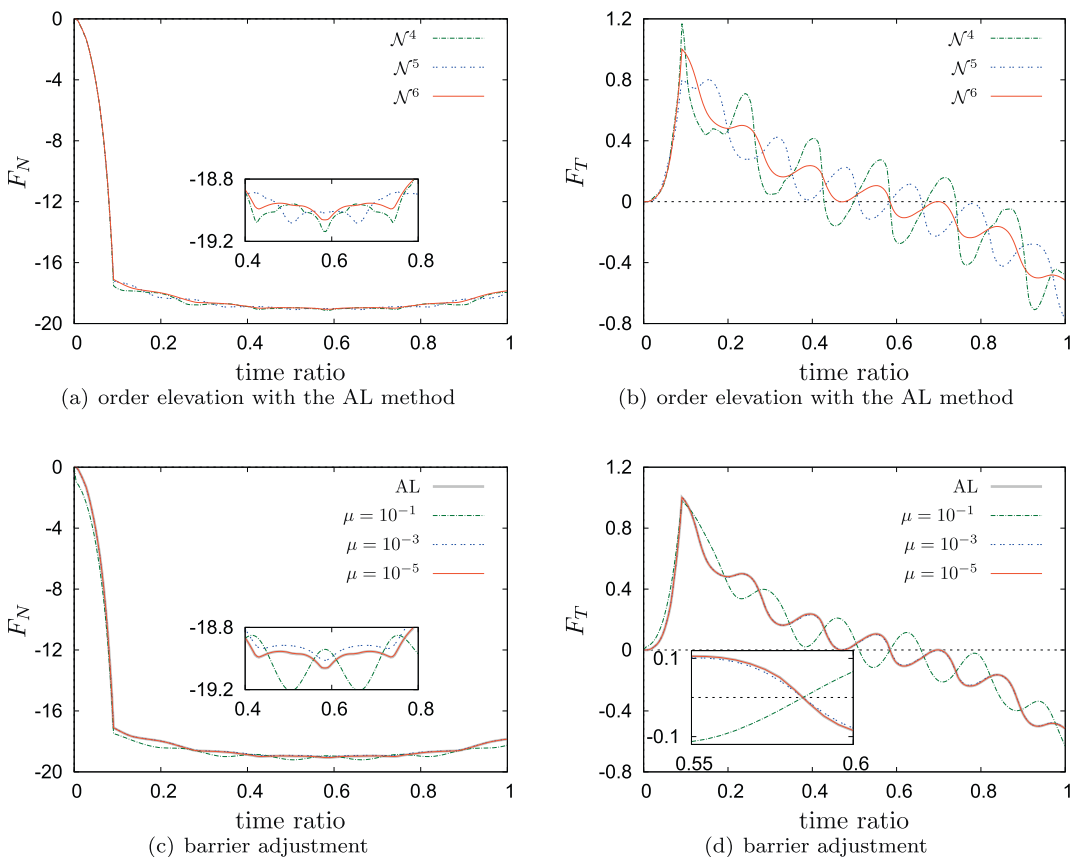 0
-4
-8
-12
-16
-20
F_N
𝒩⁴
𝒩⁵
𝒩⁶
-18.8
-19.2
0.4 0.6 0.8
0 0.2 0.4 0.6 0.8 1
time ratio
(a) order elevation with the AL method
1.2
0.8
0.4
0
-0.4
-0.8
F_T
𝒩⁴
𝒩⁵
𝒩⁶
0 0.2 0.4 0.6 0.8 1
time ratio
(b) order elevation with the AL method
0
-4
-8
-12
-16
-20
F_N
AL
μ = 10⁻¹
μ = 10⁻³
μ = 10⁻⁵
-18.8
-19.2
0.4 0.6 0.8
0 0.2 0.4 0.6 0.8 1
time ratio
(c) barrier adjustment
1.2
0.8
0.4
0
-0.4
-0.8
F_T
AL
μ = 10⁻¹
μ = 10⁻³
μ = 10⁻⁵
0.1
-0.1
0.55 0.6
0 0.2 0.4 0.6 0.8 1
time ratio
(d) barrier adjustment